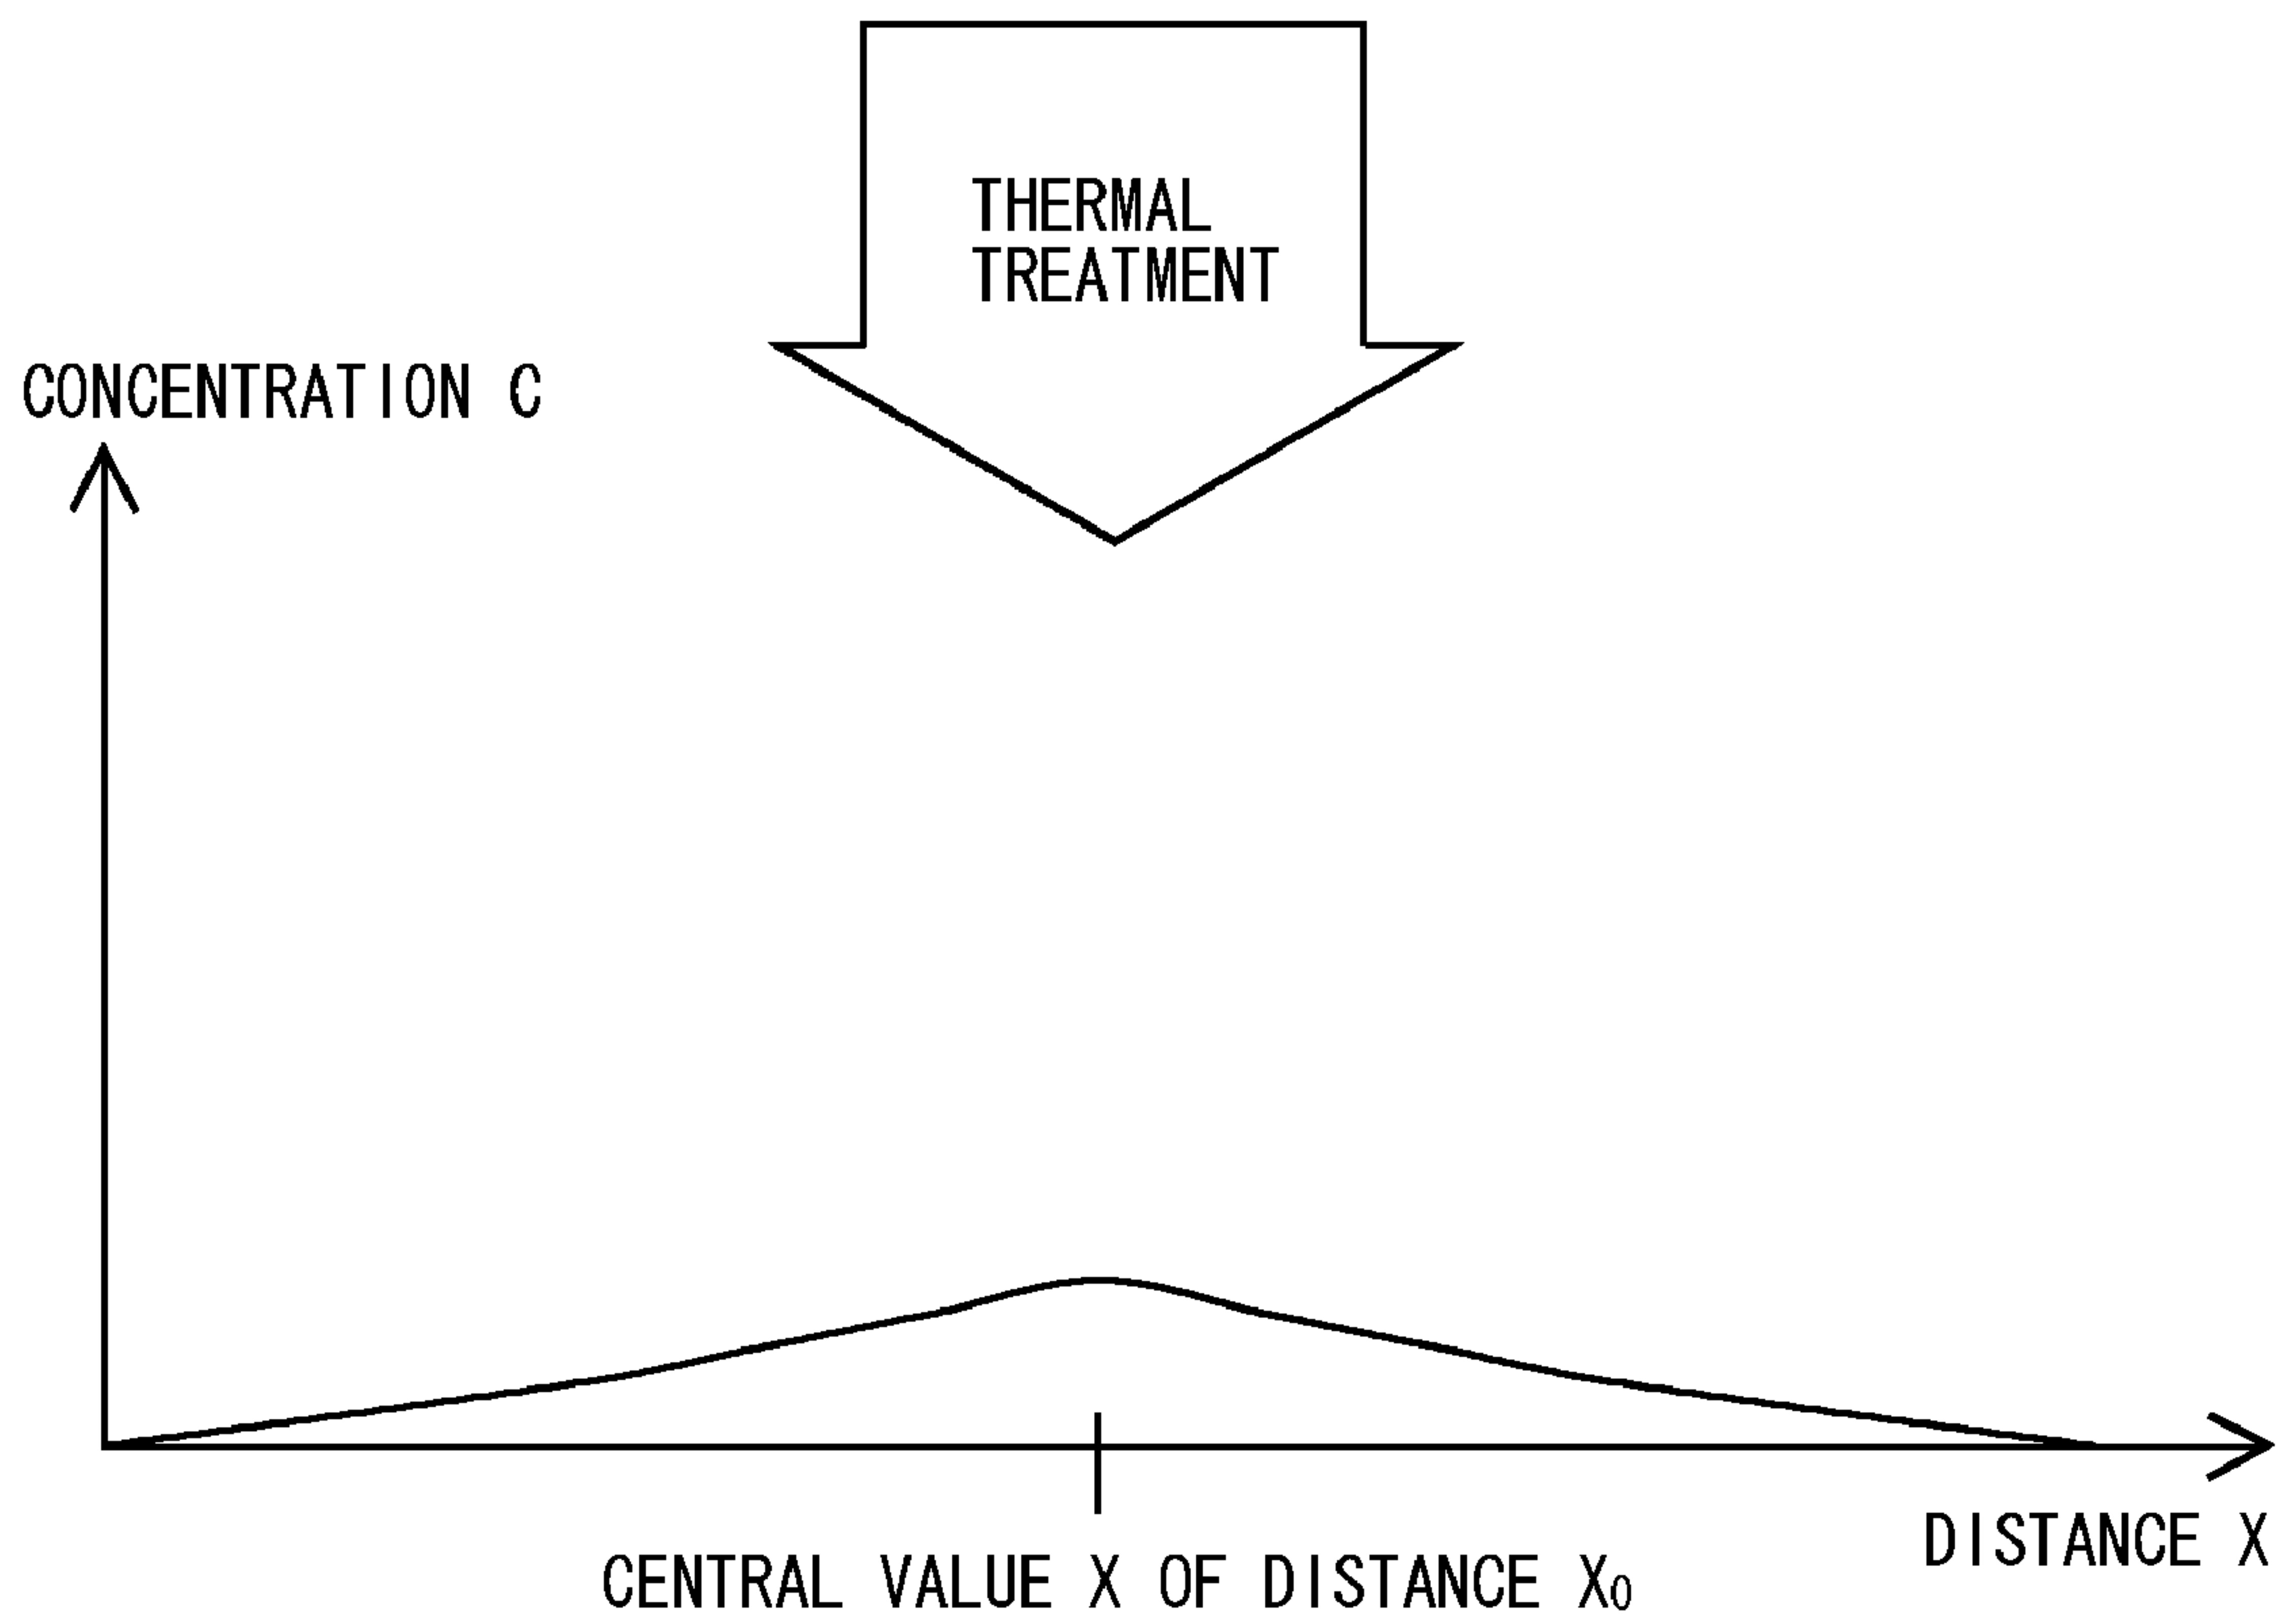 THERMAL
TREATMENT
CONCENTRATION C
DISTANCE X
CENTRAL VALUE X OF DISTANCE X₀